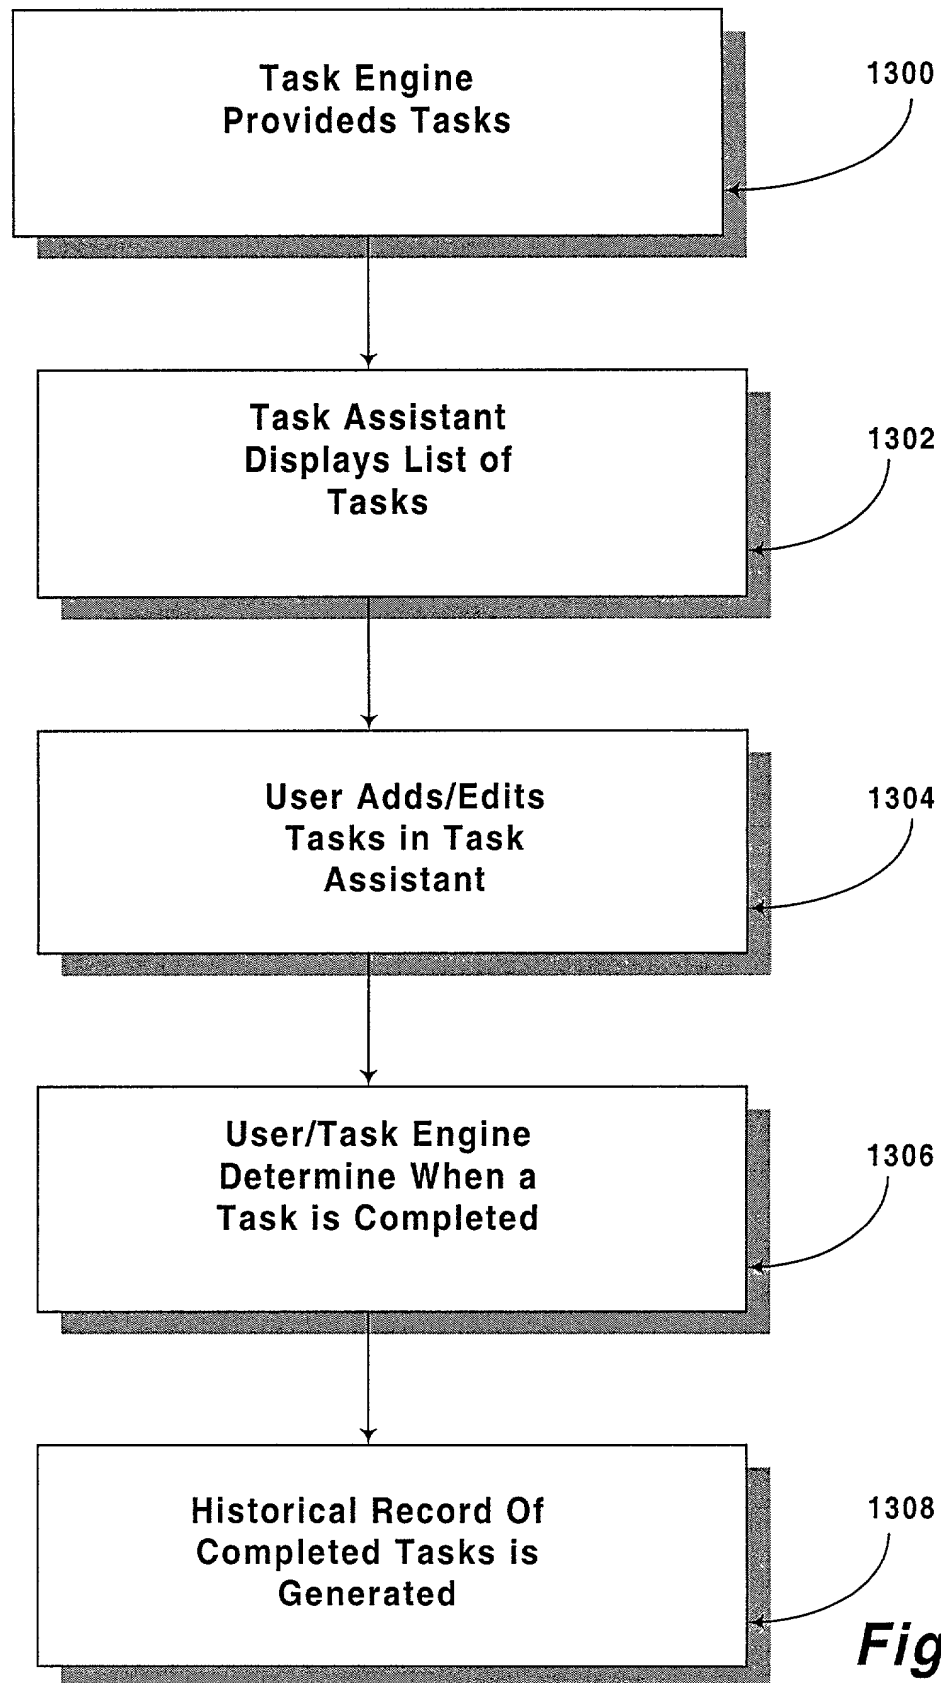 Task Engine
Provideds Tasks
1300
Task Assistant
Displays List of
Tasks
1302
User Adds/Edits
Tasks in Task
Assistant
1304
User/Task Engine
Determine When a
Task is Completed
1306
Historical Record Of
Completed Tasks is
Generated
1308
Fig